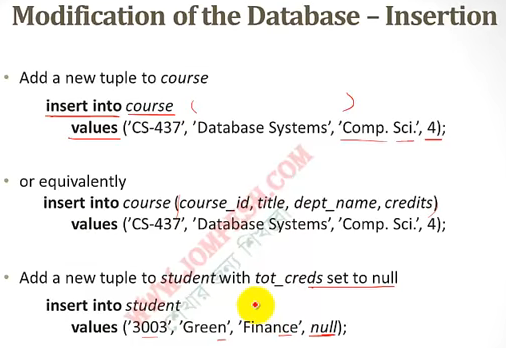 Modification of the Database – Insertion
• Add a new tuple to course
insert into course
values ('CS-437', 'Database Systems', 'Comp. Sci.', 4);
• or equivalently
insert into course (course_id, title, dept_name, credits)
values ('CS-437', 'Database Systems', 'Comp. Sci.', 4);
• Add a new tuple to student with tot_creds set to null
insert into student
values ('3003', 'Green', 'Finance', null);
WWW.JOMPESH.COM
শেখার জন্য শিখি